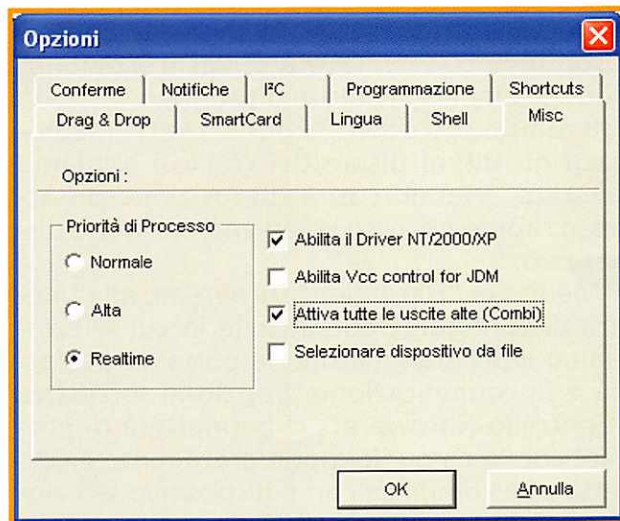 Opzioni
Conferme Notifiche I²C Programmazione Shortcuts
Drag & Drop SmartCard Lingua Shell Misc
Opzioni :
Priorità di Processo
Normale
Alta
Realtime
Abilita il Driver NT/2000/XP
Abilita Vcc control for JDM
Attiva tutte le uscite alte (Combi)
Selezionare dispositivo da file
OK Annulla